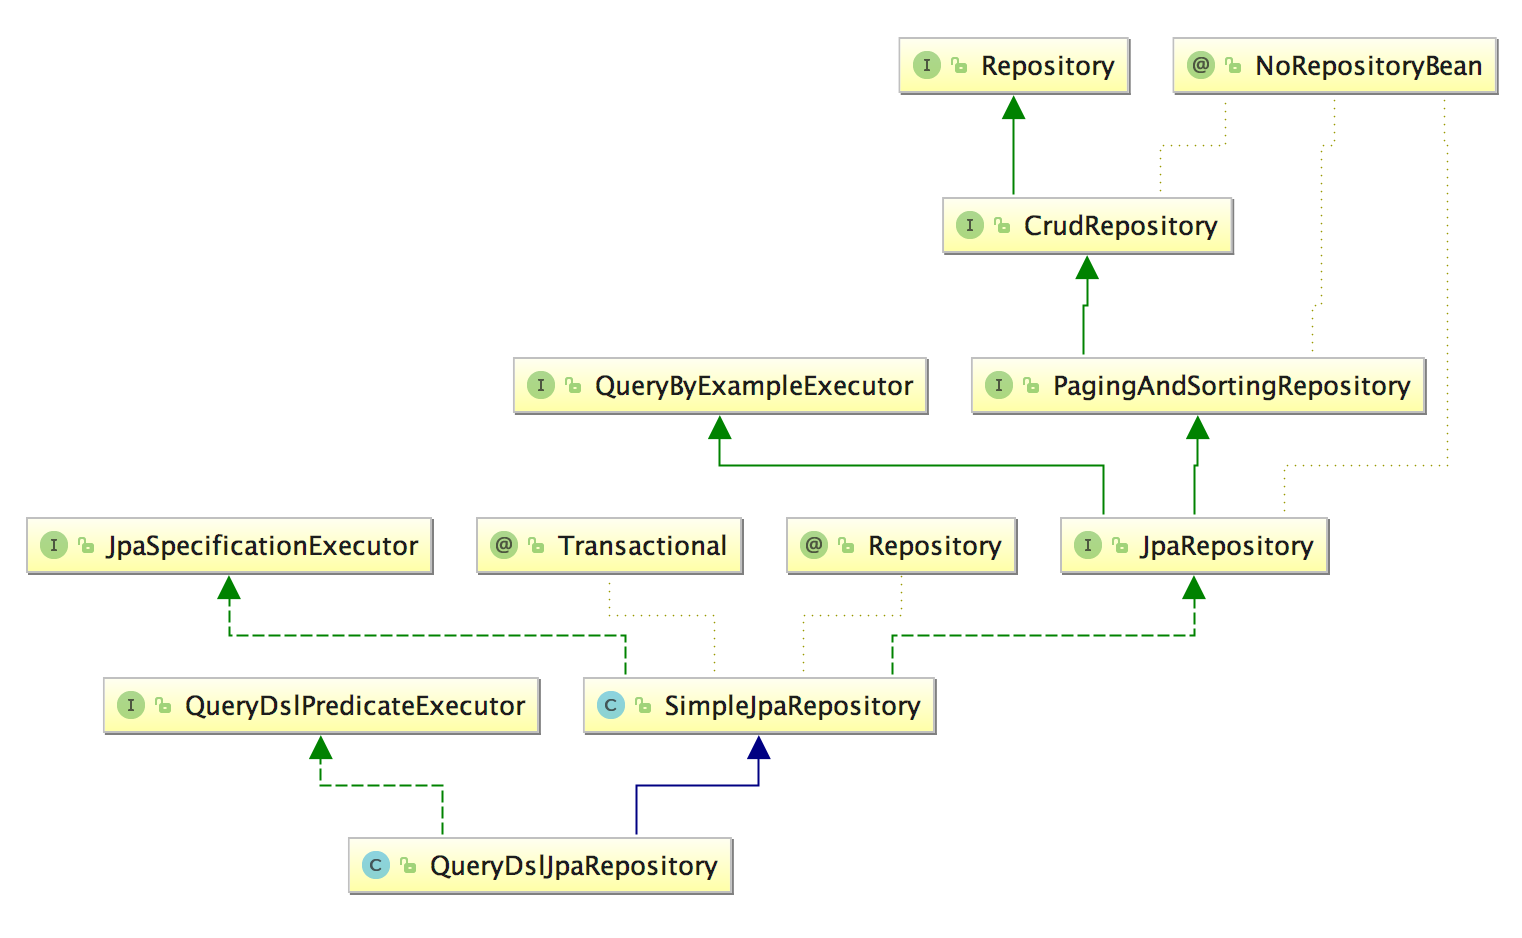 I Repository
@ NoRepositoryBean
I CrudRepository
I QueryByExampleExecutor
I PagingAndSortingRepository
I JpaSpecificationExecutor
@ Transactional
@ Repository
I JpaRepository
I QueryDslPredicateExecutor
C SimpleJpaRepository
C QueryDslJpaRepository